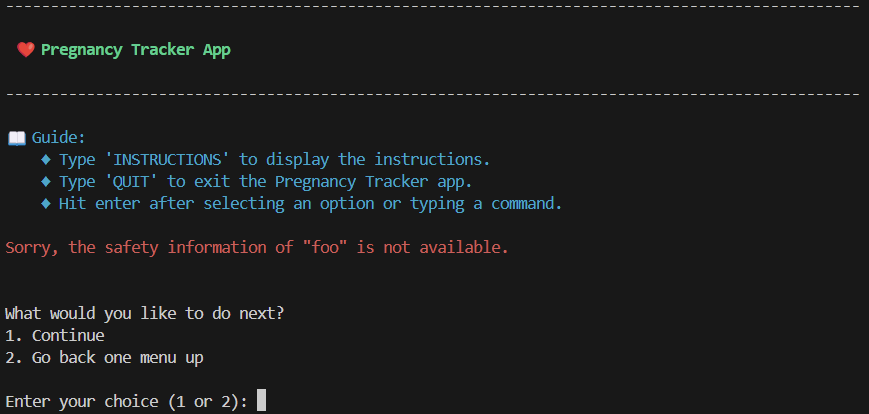 --------------------------------------------------------------------------------
❤️ Pregnancy Tracker App
--------------------------------------------------------------------------------
📖 Guide:
♦ Type 'INSTRUCTIONS' to display the instructions.
♦ Type 'QUIT' to exit the Pregnancy Tracker app.
♦ Hit enter after selecting an option or typing a command.
Sorry, the safety information of "foo" is not available.
What would you like to do next?
1. Continue
2. Go back one menu up
Enter your choice (1 or 2):